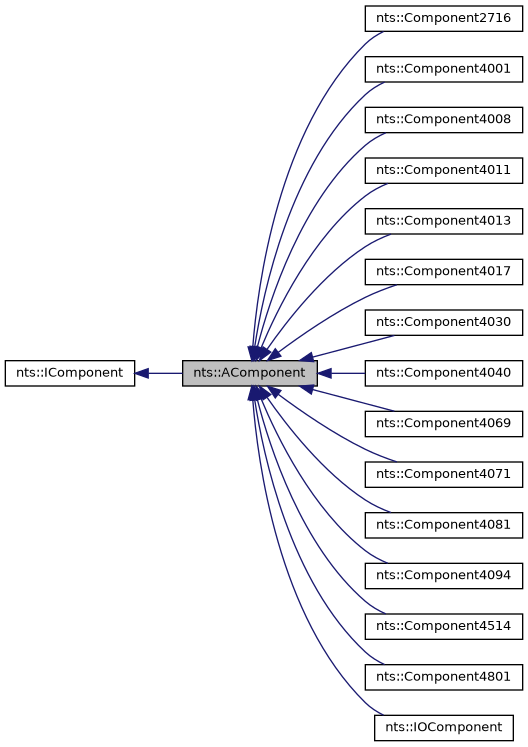 nts::Component2716
nts::Component4001
nts::Component4008
nts::Component4011
nts::Component4013
nts::Component4017
nts::Component4030
nts::IComponent
nts::AComponent
nts::Component4040
nts::Component4069
nts::Component4071
nts::Component4081
nts::Component4094
nts::Component4514
nts::Component4801
nts::IOComponent